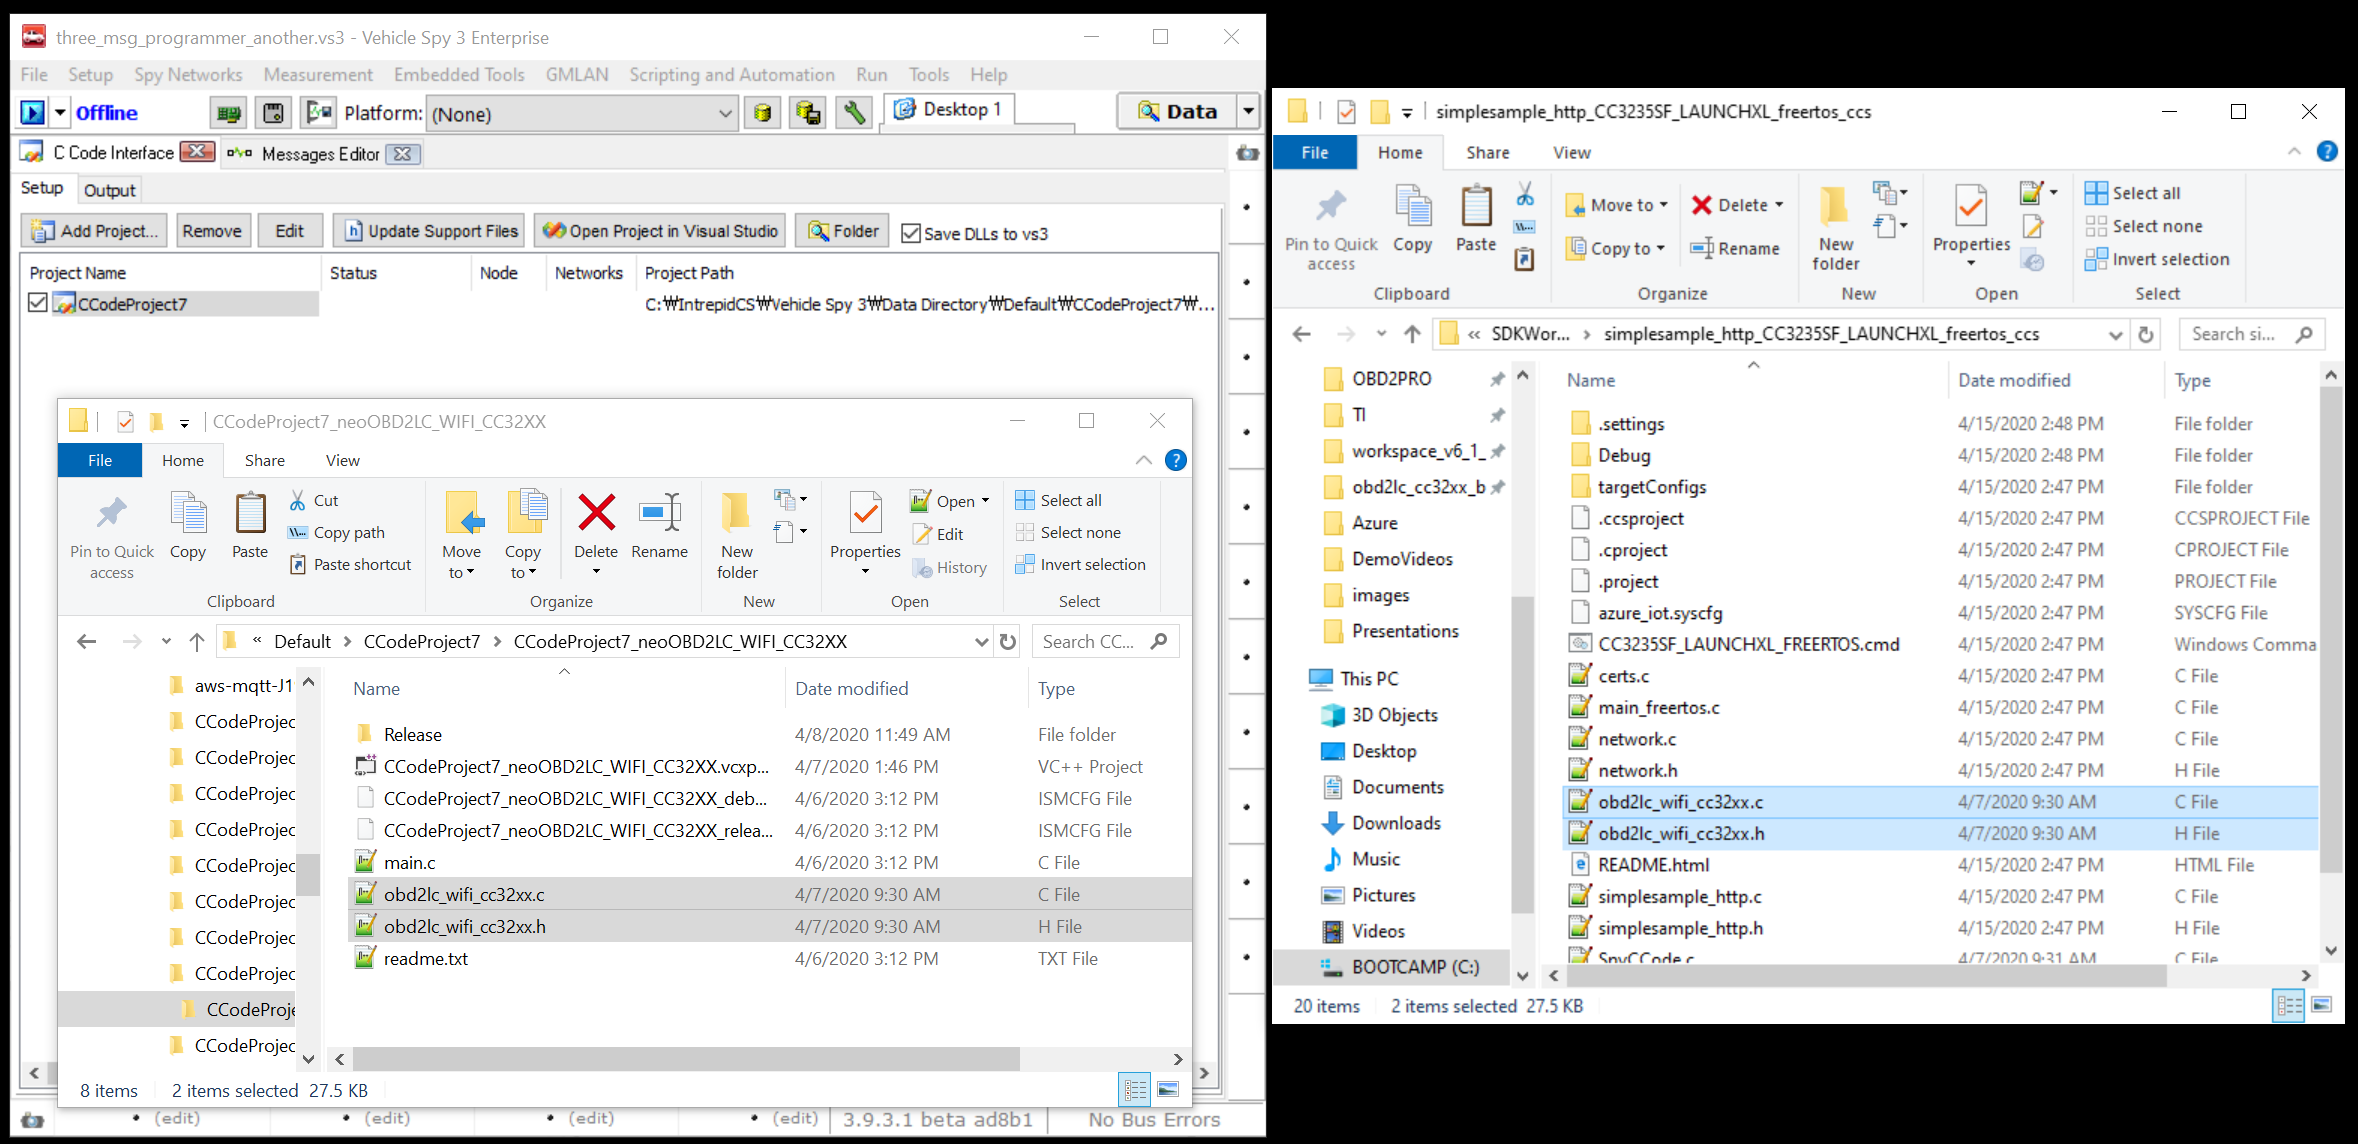 three_msg_programmer_another.vs3 - Vehicle Spy 3 Enterprise
File Setup Spy Networks Measurement Embedded Tools GMLAN Scripting and Automation Run Tools Help
Offline Platform: (None) Desktop 1 Data
C Code Interface Messages Editor
Setup Output
Add Project... Remove Edit Update Support Files Open Project in Visual Studio Folder Save DLLs to vs3
Project Name Status Node Networks Project Path
CCodeProject7 C:₩IntrepidCS₩Vehicle Spy 3₩Data Directory₩Default₩CCodeProject7₩...
CCodeProject7_neoOBD2LC_WIFI_CC32XX
File Home Share View
Pin to Quick access Copy Paste Cut Copy path Paste shortcut
Move to Copy to Delete Rename New folder Properties Open Edit History Select all Select none Invert selection
Clipboard Organize New Open Select
« Default > CCodeProject7 > CCodeProject7_neoOBD2LC_WIFI_CC32XX Search CC...
Name Date modified Type
aws-mqtt-J1
CCodeProjec
CCodeProjec
CCodeProjec
CCodeProjec
CCodeProjec
CCodeProjec
CCodeProjec
CCodeProjec
CCodeProje
CCodeProjec
Release 4/8/2020 11:49 AM File folder
CCodeProject7_neoOBD2LC_WIFI_CC32XX.vcxp... 4/7/2020 1:46 PM VC++ Project
CCodeProject7_neoOBD2LC_WIFI_CC32XX_deb... 4/6/2020 3:12 PM ISMCFG File
CCodeProject7_neoOBD2LC_WIFI_CC32XX_relea... 4/6/2020 3:12 PM ISMCFG File
main.c 4/6/2020 3:12 PM C File
obd2lc_wifi_cc32xx.c 4/7/2020 9:30 AM C File
obd2lc_wifi_cc32xx.h 4/7/2020 9:30 AM H File
readme.txt 4/6/2020 3:12 PM TXT File
8 items 2 items selected 27.5 KB
(edit) (edit) (edit) (edit) 3.9.3.1 beta ad8b1 No Bus Errors
simplesample_http_CC3235SF_LAUNCHXL_freertos_ccs
File Home Share View
Pin to Quick access Copy Paste
Move to Copy to Delete Rename New folder Properties Select all Select none Invert selection
Clipboard Organize New Open Select
« SDKWor... > simplesample_http_CC3235SF_LAUNCHXL_freertos_ccs Search si...
Name Date modified Type
OBD2PRO
TI
workspace_v6_1_
obd2lc_cc32xx_b
Azure
DemoVideos
images
Presentations
This PC
3D Objects
Desktop
Documents
Downloads
Music
Pictures
Videos
BOOTCAMP (C:)
.settings 4/15/2020 2:48 PM File folder
Debug 4/15/2020 2:48 PM File folder
targetConfigs 4/15/2020 2:47 PM File folder
.ccsproject 4/15/2020 2:47 PM CCSPROJECT File
.cproject 4/15/2020 2:47 PM CPROJECT File
.project 4/15/2020 2:47 PM PROJECT File
azure_iot.syscfg 4/15/2020 2:47 PM SYSCFG File
CC3235SF_LAUNCHXL_FREERTOS.cmd 4/15/2020 2:47 PM Windows Comma
certs.c 4/15/2020 2:47 PM C File
main_freertos.c 4/15/2020 2:47 PM C File
network.c 4/15/2020 2:47 PM C File
network.h 4/15/2020 2:47 PM H File
obd2lc_wifi_cc32xx.c 4/7/2020 9:30 AM C File
obd2lc_wifi_cc32xx.h 4/7/2020 9:30 AM H File
README.html 4/15/2020 2:47 PM HTML File
simplesample_http.c 4/15/2020 2:47 PM C File
simplesample_http.h 4/15/2020 2:47 PM H File
SpyCCode.c 4/7/2020 9:31 AM C File
20 items 2 items selected 27.5 KB